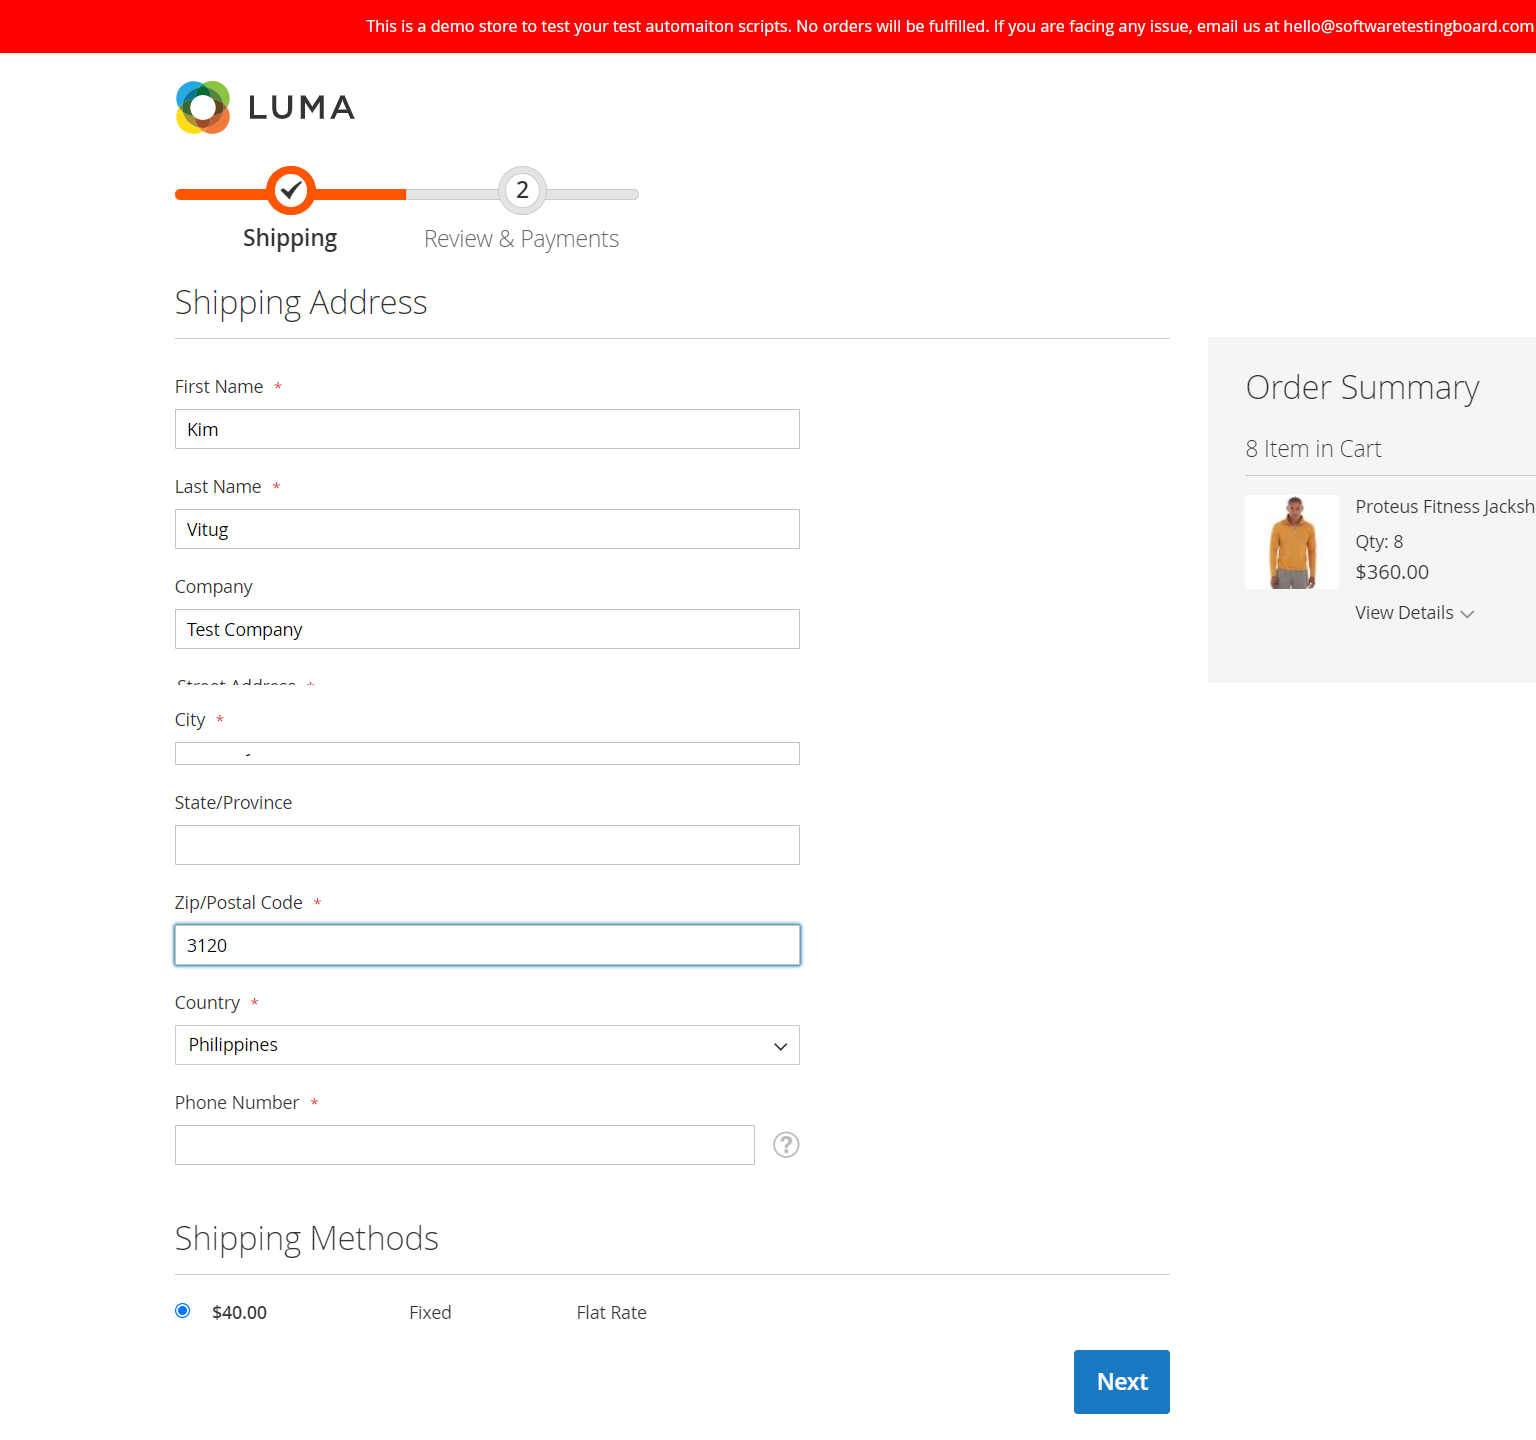 This is a demo store to test your test automaiton scripts. No orders will be fulfilled. If you are facing any issue, email us at hello@softwaretestingboard.com
LUMA
2
Shipping
Review & Payments
Shipping Address
First Name *
Kim
Last Name *
Vitug
Company
Test Company
Street Address *
City *
State/Province
Zip/Postal Code *
3120
Country *
Philippines
Phone Number *
?
Shipping Methods
$40.00 Fixed Flat Rate
Next
Order Summary
8 Item in Cart
Proteus Fitness Jacksh
Qty: 8
$360.00
View Details